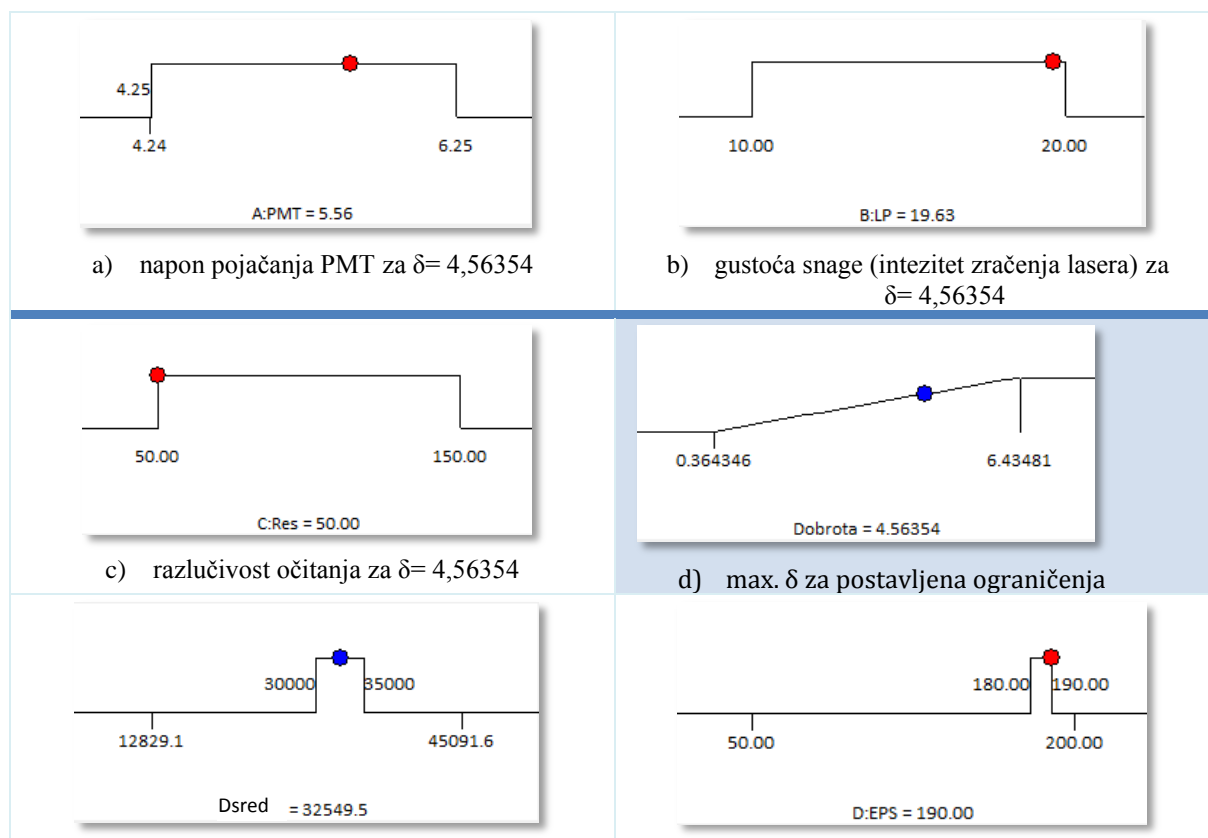 4.25
4.24 6.25
A:PMT = 5.56
a) napon pojačanja PMT za δ= 4,56354
10.00 20.00
B:LP = 19.63
b) gustoća snage (intezitet zračenja lasera) za
δ= 4,56354
50.00 150.00
C:Res = 50.00
c) razlučivost očitanja za δ= 4,56354
0.364346 6.43481
Dobrota = 4.56354
d) max. δ za postavljena ograničenja
30000 35000
12829.1 45091.6
Dsred = 32549.5
180.00 190.00
50.00 200.00
D:EPS = 190.00